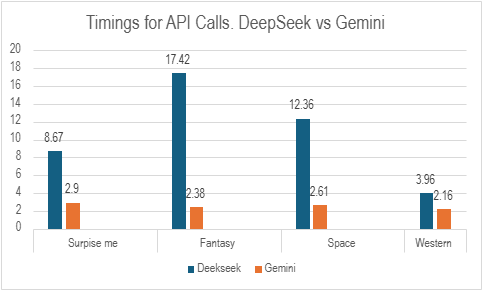 Timings for API Calls. DeepSeek vs Gemini
20
18
16
14
12
10
8
6
4
2
0
8.67
2.9
17.42
2.38
12.36
2.61
3.96
2.16
Surpise me
Fantasy
Space
Western
Deekseek
Gemini